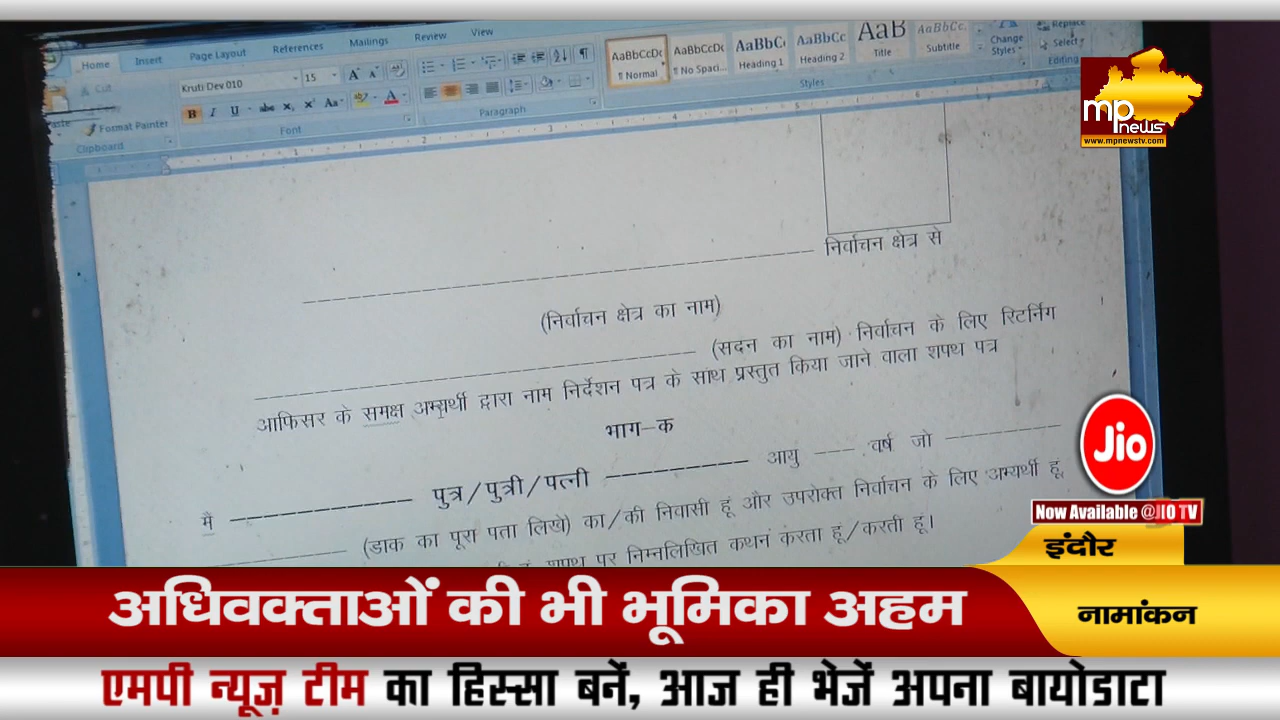 Home Insert Page Layout References Mailings Review View
Cut
Format Painter
Clipboard
Kruti Dev 010 15
B I U abc
Font
Paragraph
AaBbCcDc AaBbCcDc AaBbC AaBbCc AaB AaBbCc.
¶ Normal ¶ No Spaci... Heading 1 Heading 2 Title Subtitle
Change Styles
Styles
Replace
Select
Editing
mp news
www.mpnewstv.com
निर्वाचन क्षेत्र से
(निर्वाचन क्षेत्र का नाम)
(सदन का नाम) निर्वाचन के लिए रिटर्निंग
आफिसर के समक्ष अभ्यर्थी द्वारा नाम निर्देशन पत्र के साथ प्रस्तुत किया जाने वाला शपथ पत्र
भाग-क
मैं पुत्र/पुत्री/पत्नी आयु वर्ष जो
(डाक का पूरा पता लिखे) का/की निवासी हूं और उपरोक्त निर्वाचन के लिए अभ्यर्थी हू,
शपथ पर निम्नलिखित कथन करता हू/करती हूं।
Jio
Now Available @JIO TV
इंदौर
अधिवक्ताओं की भी भूमिका अहम
नामांकन
एमपी न्यूज़ टीम का हिस्सा बनें, आज ही भेजें अपना बायोडाटा